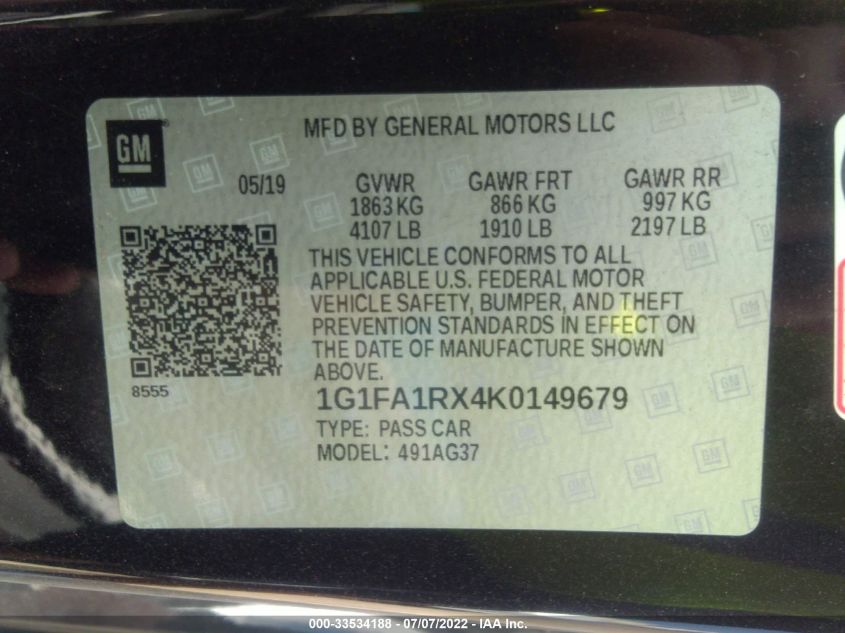 MFD BY GENERAL MOTORS LLC
GM
05/19
GVWR GAWR FRT GAWR RR
1863 KG 866 KG 997 KG
4107 LB 1910 LB 2197 LB
THIS VEHICLE CONFORMS TO ALL
APPLICABLE U.S. FEDERAL MOTOR
VEHICLE SAFETY, BUMPER, AND THEFT
PREVENTION STANDARDS IN EFFECT ON
THE DATE OF MANUFACTURE SHOWN
ABOVE.
8555
1G1FA1RX4K0149679
TYPE: PASS CAR
MODEL: 491AG37
000-33534188 - 07/07/2022 - IAA Inc.